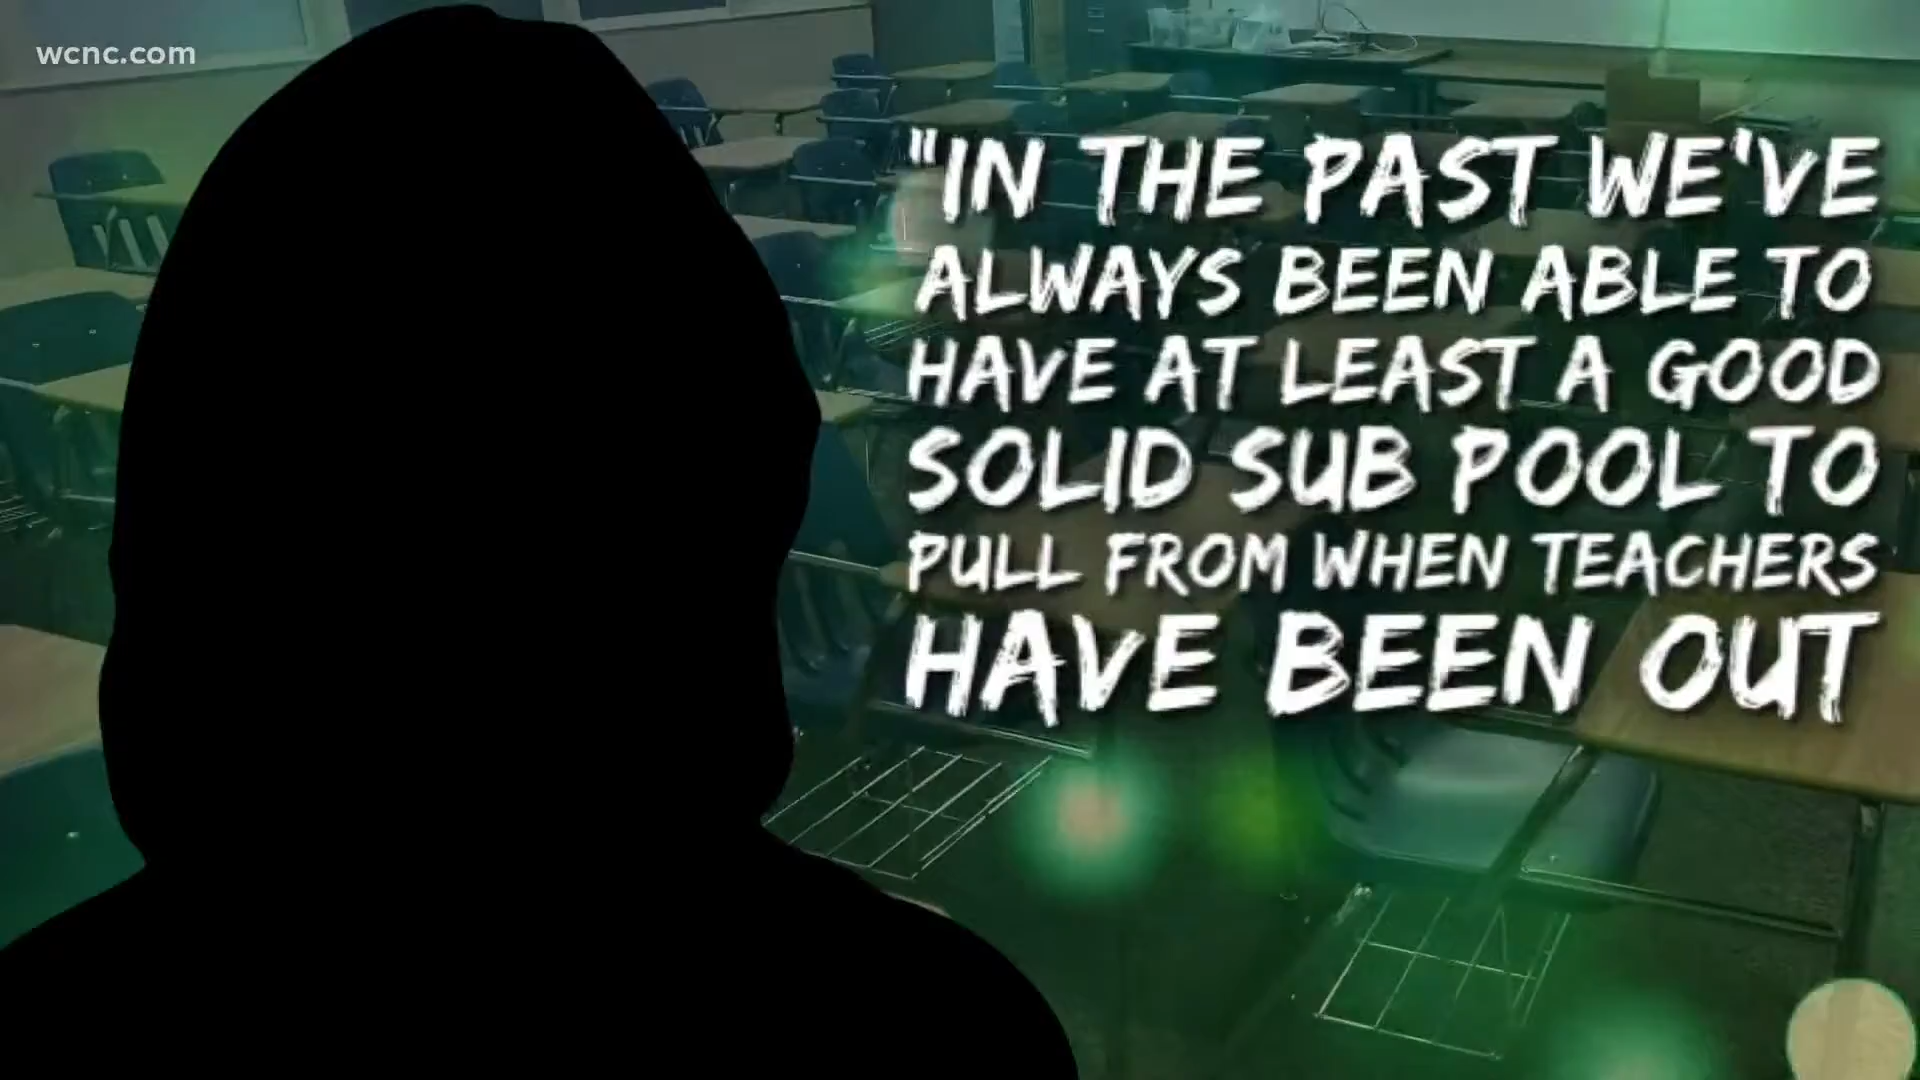 wcnc.com
"IN THE PAST WE'VE
ALWAYS BEEN ABLE TO
HAVE AT LEAST A GOOD
SOLID SUB POOL TO
PULL FROM WHEN TEACHERS
HAVE BEEN OUT